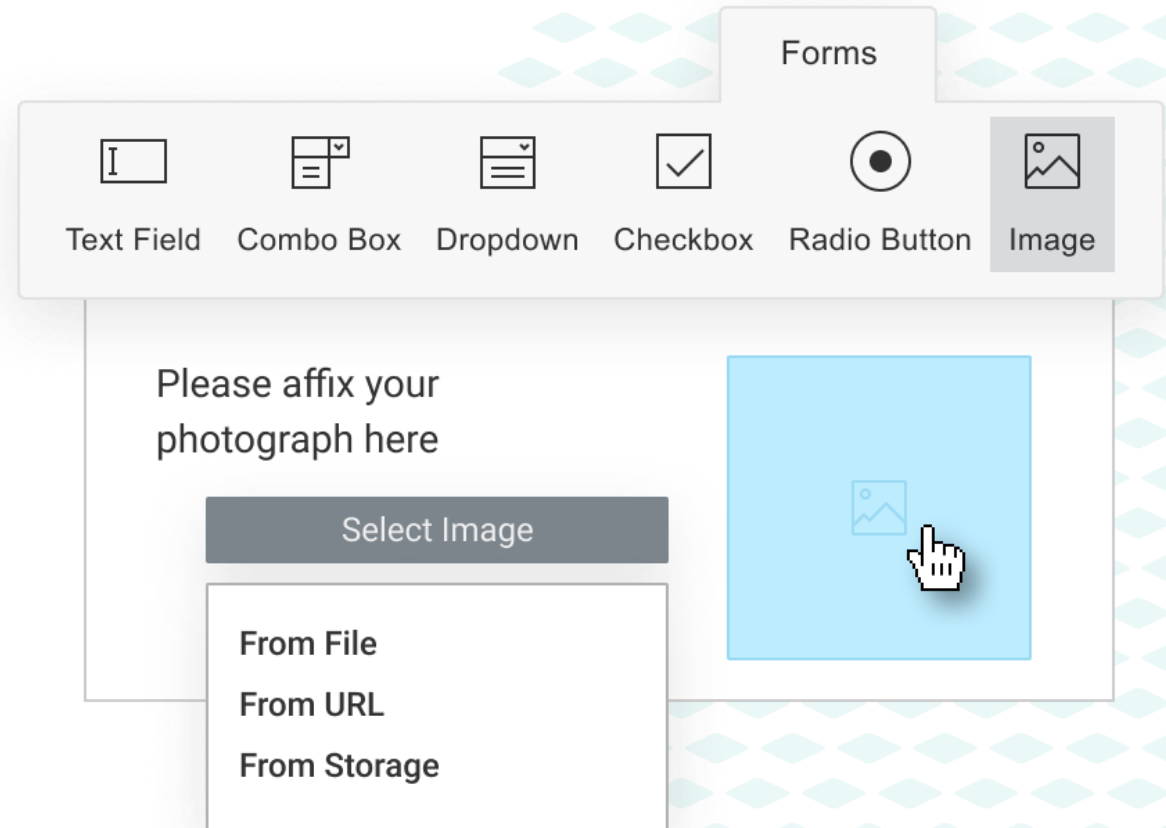 Forms
Text Field
Combo Box
Dropdown
Checkbox
Radio Button
Image
Please affix your
photograph here
Select Image
From File
From URL
From Storage